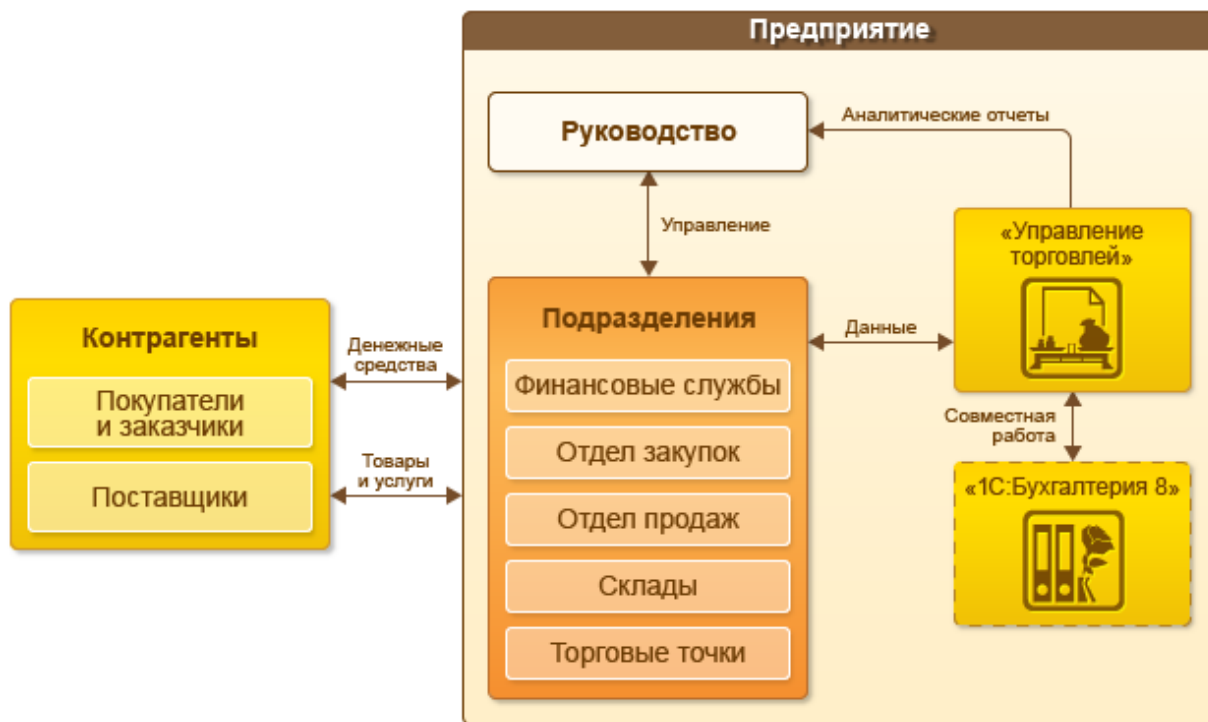 Предприятие
Руководство
Аналитические отчеты
Управление
«Управление
торговлей»
Контрагенты
Покупатели
и заказчики
Поставщики
Денежные
средства
Товары
и услуги
Подразделения
Финансовые службы
Отдел закупок
Отдел продаж
Склады
Торговые точки
Данные
Совместная
работа
«1С:Бухгалтерия 8»